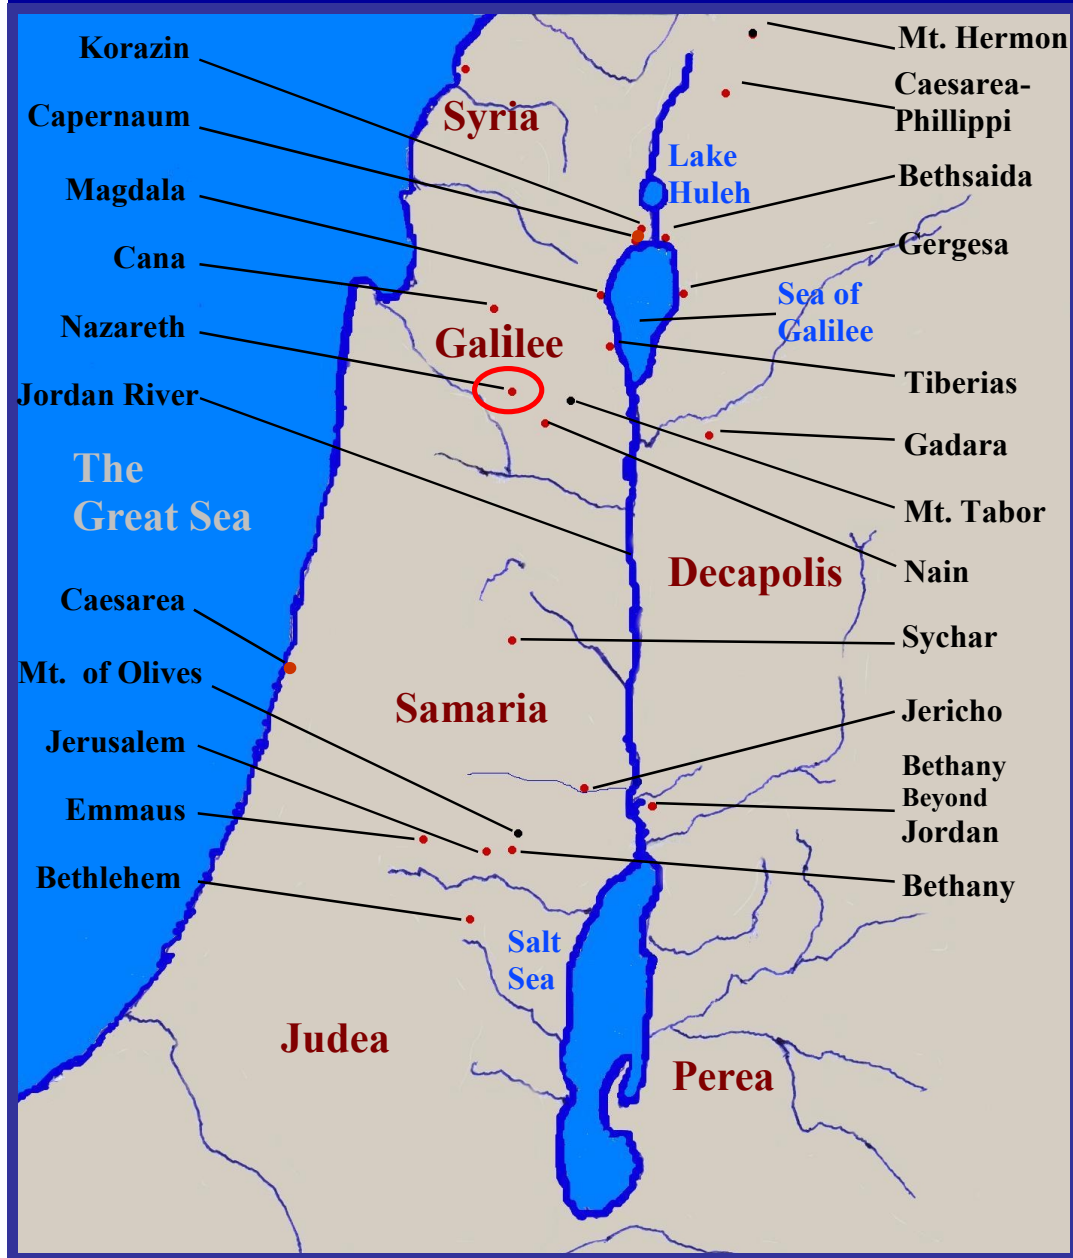 Korazin
Capernaum
Magdala
Cana
Nazareth
Jordan River
The
Great Sea
Caesarea
Mt. of Olives
Jerusalem
Emmaus
Bethlehem
Syria
Lake
Huleh
Galilee
Sea of
Galilee
Decapolis
Samaria
Salt
Sea
Judea
Perea
Mt. Hermon
Caesarea-
Phillippi
Bethsaida
Gergesa
Tiberias
Gadara
Mt. Tabor
Nain
Sychar
Jericho
Bethany
Beyond
Jordan
Bethany